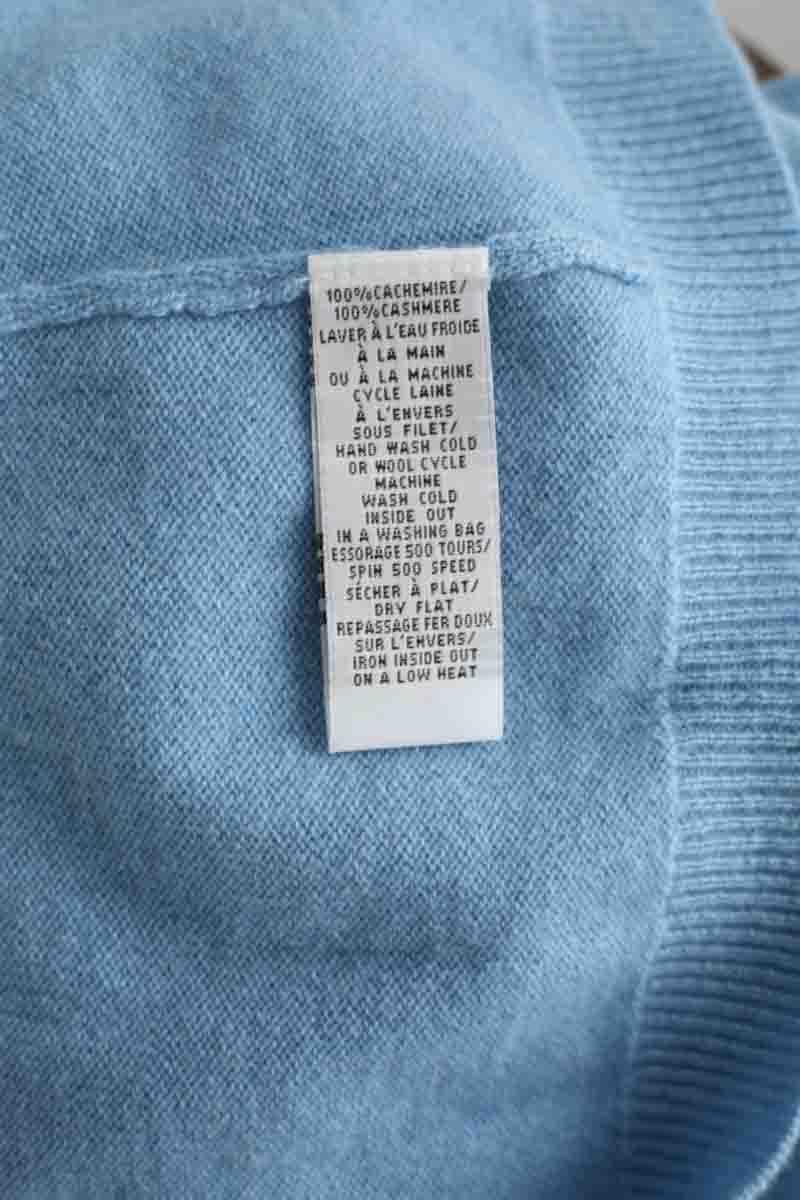 100%CACHEMIRE/
100%CASHMERE
LAVER À L'EAU FROIDE
À LA MAIN
OU À LA MACHINE
CYCLE LAINE
À L'ENVERS
SOUS FILET/
HAND WASH COLD
OR WOOL CYCLE
MACHINE
WASH COLD
INSIDE OUT
IN A WASHING BAG
ESSORAGE 500 TOURS/
SPIN 500 SPEED
SÉCHER À PLAT/
DRY FLAT
REPASSAGE FER DOUX
SUR L'ENVERS/
IRON INSIDE OUT
ON A LOW HEAT